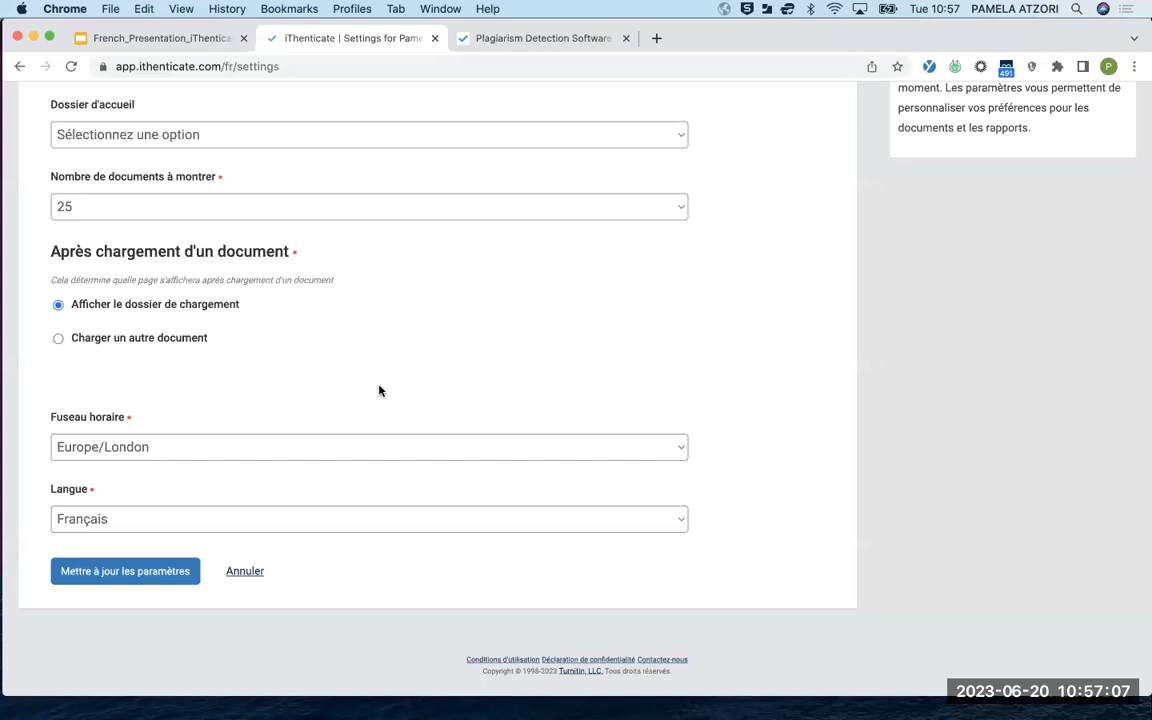 Chrome File Edit View History Bookmarks Profiles Tab Window Help Tue 10:57 PAMELA ATZORI
French_Presentation_iThentica
iThenticate | Settings for Pame
Plagiarism Detection Software
app.ithenticate.com/fr/settings
491
P
Dossier d'accueil
Sélectionnez une option
Nombre de documents à montrer •
25
Après chargement d'un document •
Cela détermine quelle page s'affichera après chargement d'un document
Afficher le dossier de chargement
Charger un autre document
Fuseau horaire •
Europe/London
Langue •
Français
Mettre à jour les paramètres Annuler
moment. Les paramètres vous permettent de
personnaliser vos préférences pour les
documents et les rapports.
Conditions d'utilisation Déclaration de confidentialité Contactez-nous
Copyright © 1998-2023 Turnitin, LLC. Tous droits réservés.
2023-06-20 10:57:07